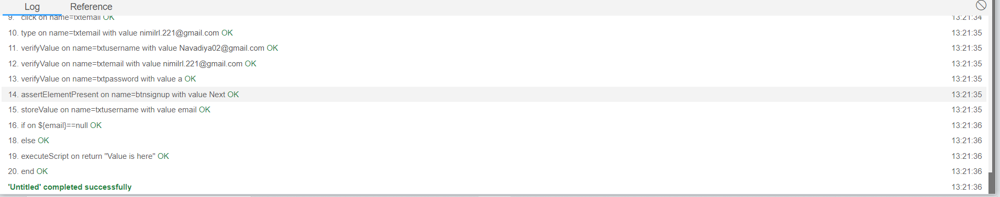 Log Reference
9. click on name=txtemail OK 13:21:34
10. type on name=txtemail with value nimilrl.221@gmail.com OK 13:21:35
11. verifyValue on name=txtusername with value Navadiya02@gmail.com OK 13:21:35
12. verifyValue on name=txtemail with value nimilrl.221@gmail.com OK 13:21:35
13. verifyValue on name=txtpassword with value a OK 13:21:35
14. assertElementPresent on name=btnsignup with value Next OK 13:21:35
15. storeValue on name=txtusername with value email OK 13:21:35
16. if on ${email}==null OK 13:21:36
18. else OK 13:21:36
19. executeScript on return "Value is here" OK 13:21:36
20. end OK 13:21:36
'Untitled' completed successfully 13:21:36